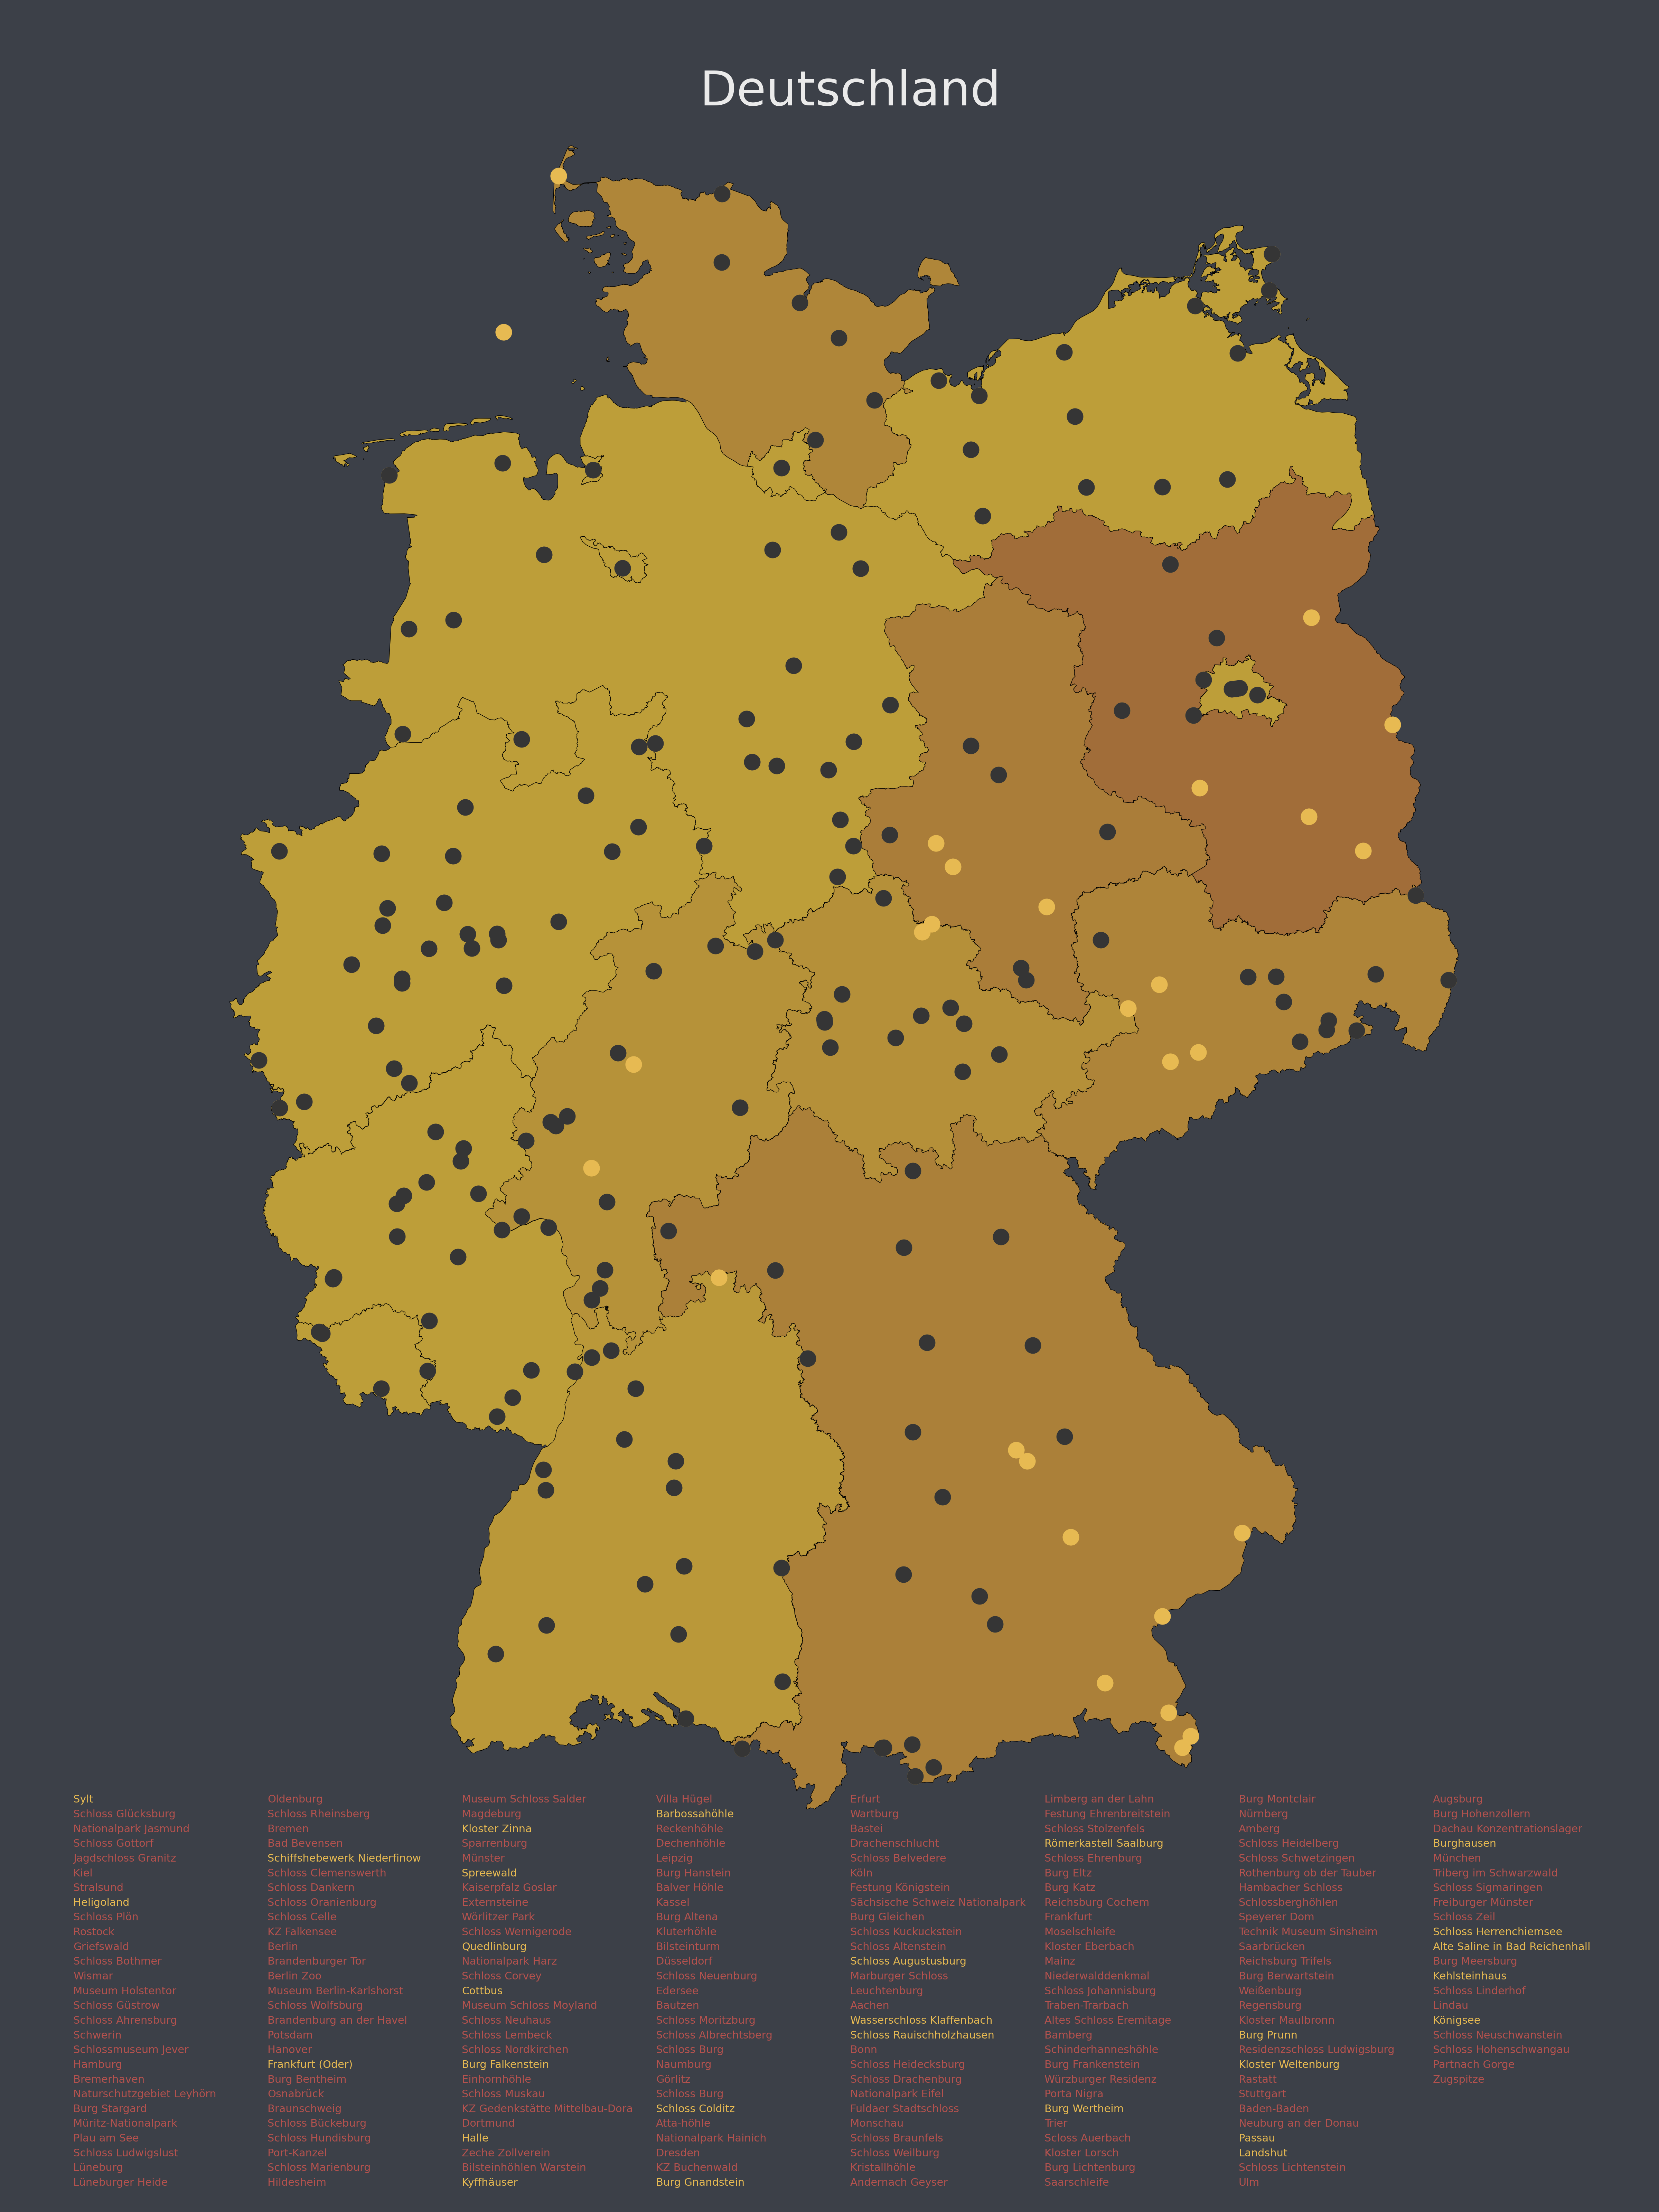 Deutschland
Sylt
Schloss Glücksburg
Nationalpark Jasmund
Schloss Gottorf
Jagdschloss Granitz
Kiel
Stralsund
Heligoland
Schloss Plön
Rostock
Griefswald
Schloss Bothmer
Wismar
Museum Holstentor
Schloss Güstrow
Schloss Ahrensburg
Schwerin
Schlossmuseum Jever
Hamburg
Bremerhaven
Naturschutzgebiet Leyhörn
Burg Stargard
Müritz-Nationalpark
Plau am See
Schloss Ludwigslust
Lüneburg
Lüneburger Heide
Oldenburg
Schloss Rheinsberg
Bremen
Bad Bevensen
Schiffshebewerk Niederfinow
Schloss Clemenswerth
Schloss Dankern
Schloss Oranienburg
Schloss Celle
KZ Falkensee
Berlin
Brandenburger Tor
Berlin Zoo
Museum Berlin-Karlshorst
Schloss Wolfsburg
Brandenburg an der Havel
Potsdam
Hanover
Frankfurt (Oder)
Burg Bentheim
Osnabrück
Braunschweig
Schloss Bückeburg
Schloss Hundisburg
Port-Kanzel
Schloss Marienburg
Hildesheim
Museum Schloss Salder
Magdeburg
Kloster Zinna
Sparrenburg
Münster
Spreewald
Kaiserpfalz Goslar
Externsteine
Wörlitzer Park
Schloss Wernigerode
Quedlinburg
Nationalpark Harz
Schloss Corvey
Cottbus
Museum Schloss Moyland
Schloss Neuhaus
Schloss Lembeck
Schloss Nordkirchen
Burg Falkenstein
Einhornhöhle
Schloss Muskau
KZ Gedenkstätte Mittelbau-Dora
Dortmund
Halle
Zeche Zollverein
Bilsteinhöhlen Warstein
Kyffhäuser
Villa Hügel
Barbossahöhle
Reckenhöhle
Dechenhöhle
Leipzig
Burg Hanstein
Balver Höhle
Kassel
Burg Altena
Kluterhöhle
Bilsteinturm
Düsseldorf
Schloss Neuenburg
Edersee
Bautzen
Schloss Moritzburg
Schloss Albrechtsberg
Schloss Burg
Naumburg
Görlitz
Schloss Burg
Schloss Colditz
Atta-höhle
Nationalpark Hainich
Dresden
KZ Buchenwald
Burg Gnandstein
Erfurt
Wartburg
Bastei
Drachenschlucht
Schloss Belvedere
Köln
Festung Königstein
Sächsische Schweiz Nationalpark
Burg Gleichen
Schloss Kuckuckstein
Schloss Altenstein
Schloss Augustusburg
Marburger Schloss
Leuchtenburg
Aachen
Wasserschloss Klaffenbach
Schloss Rauischholzhausen
Bonn
Schloss Heidecksburg
Schloss Drachenburg
Nationalpark Eifel
Fuldaer Stadtschloss
Monschau
Schloss Braunfels
Schloss Weilburg
Kristallhöhle
Andernach Geyser
Limberg an der Lahn
Festung Ehrenbreitstein
Schloss Stolzenfels
Römerkastell Saalburg
Schloss Ehrenburg
Burg Eltz
Burg Katz
Reichsburg Cochem
Frankfurt
Moselschleife
Kloster Eberbach
Mainz
Niederwalddenkmal
Schloss Johannisburg
Traben-Trarbach
Altes Schloss Eremitage
Bamberg
Schinderhanneshöhle
Burg Frankenstein
Würzburger Residenz
Porta Nigra
Burg Wertheim
Trier
Scloss Auerbach
Kloster Lorsch
Burg Lichtenburg
Saarschleife
Burg Montclair
Nürnberg
Amberg
Schloss Heidelberg
Schloss Schwetzingen
Rothenburg ob der Tauber
Hambacher Schloss
Schlossberghöhlen
Speyerer Dom
Technik Museum Sinsheim
Saarbrücken
Reichsburg Trifels
Burg Berwartstein
Weißenburg
Regensburg
Kloster Maulbronn
Burg Prunn
Residenzschloss Ludwigsburg
Kloster Weltenburg
Rastatt
Stuttgart
Baden-Baden
Neuburg an der Donau
Passau
Landshut
Schloss Lichtenstein
Ulm
Augsburg
Burg Hohenzollern
Dachau Konzentrationslager
Burghausen
München
Triberg im Schwarzwald
Schloss Sigmaringen
Freiburger Münster
Schloss Zeil
Schloss Herrenchiemsee
Alte Saline in Bad Reichenhall
Burg Meersburg
Kehlsteinhaus
Schloss Linderhof
Lindau
Königsee
Schloss Neuschwanstein
Schloss Hohenschwangau
Partnach Gorge
Zugspitze